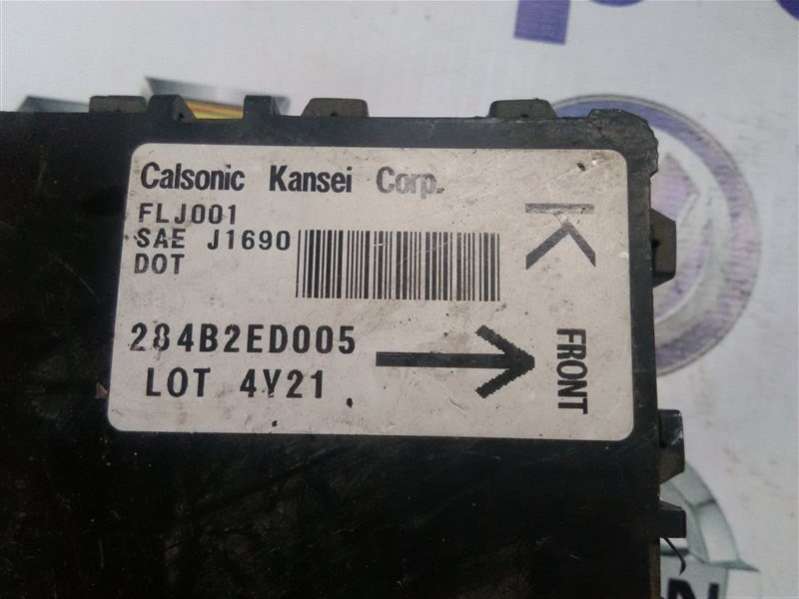 Calsonic Kansei Corp.
FLJ001
SAE J1690
DOT
K
284B2ED005
FRONT
LOT 4Y21